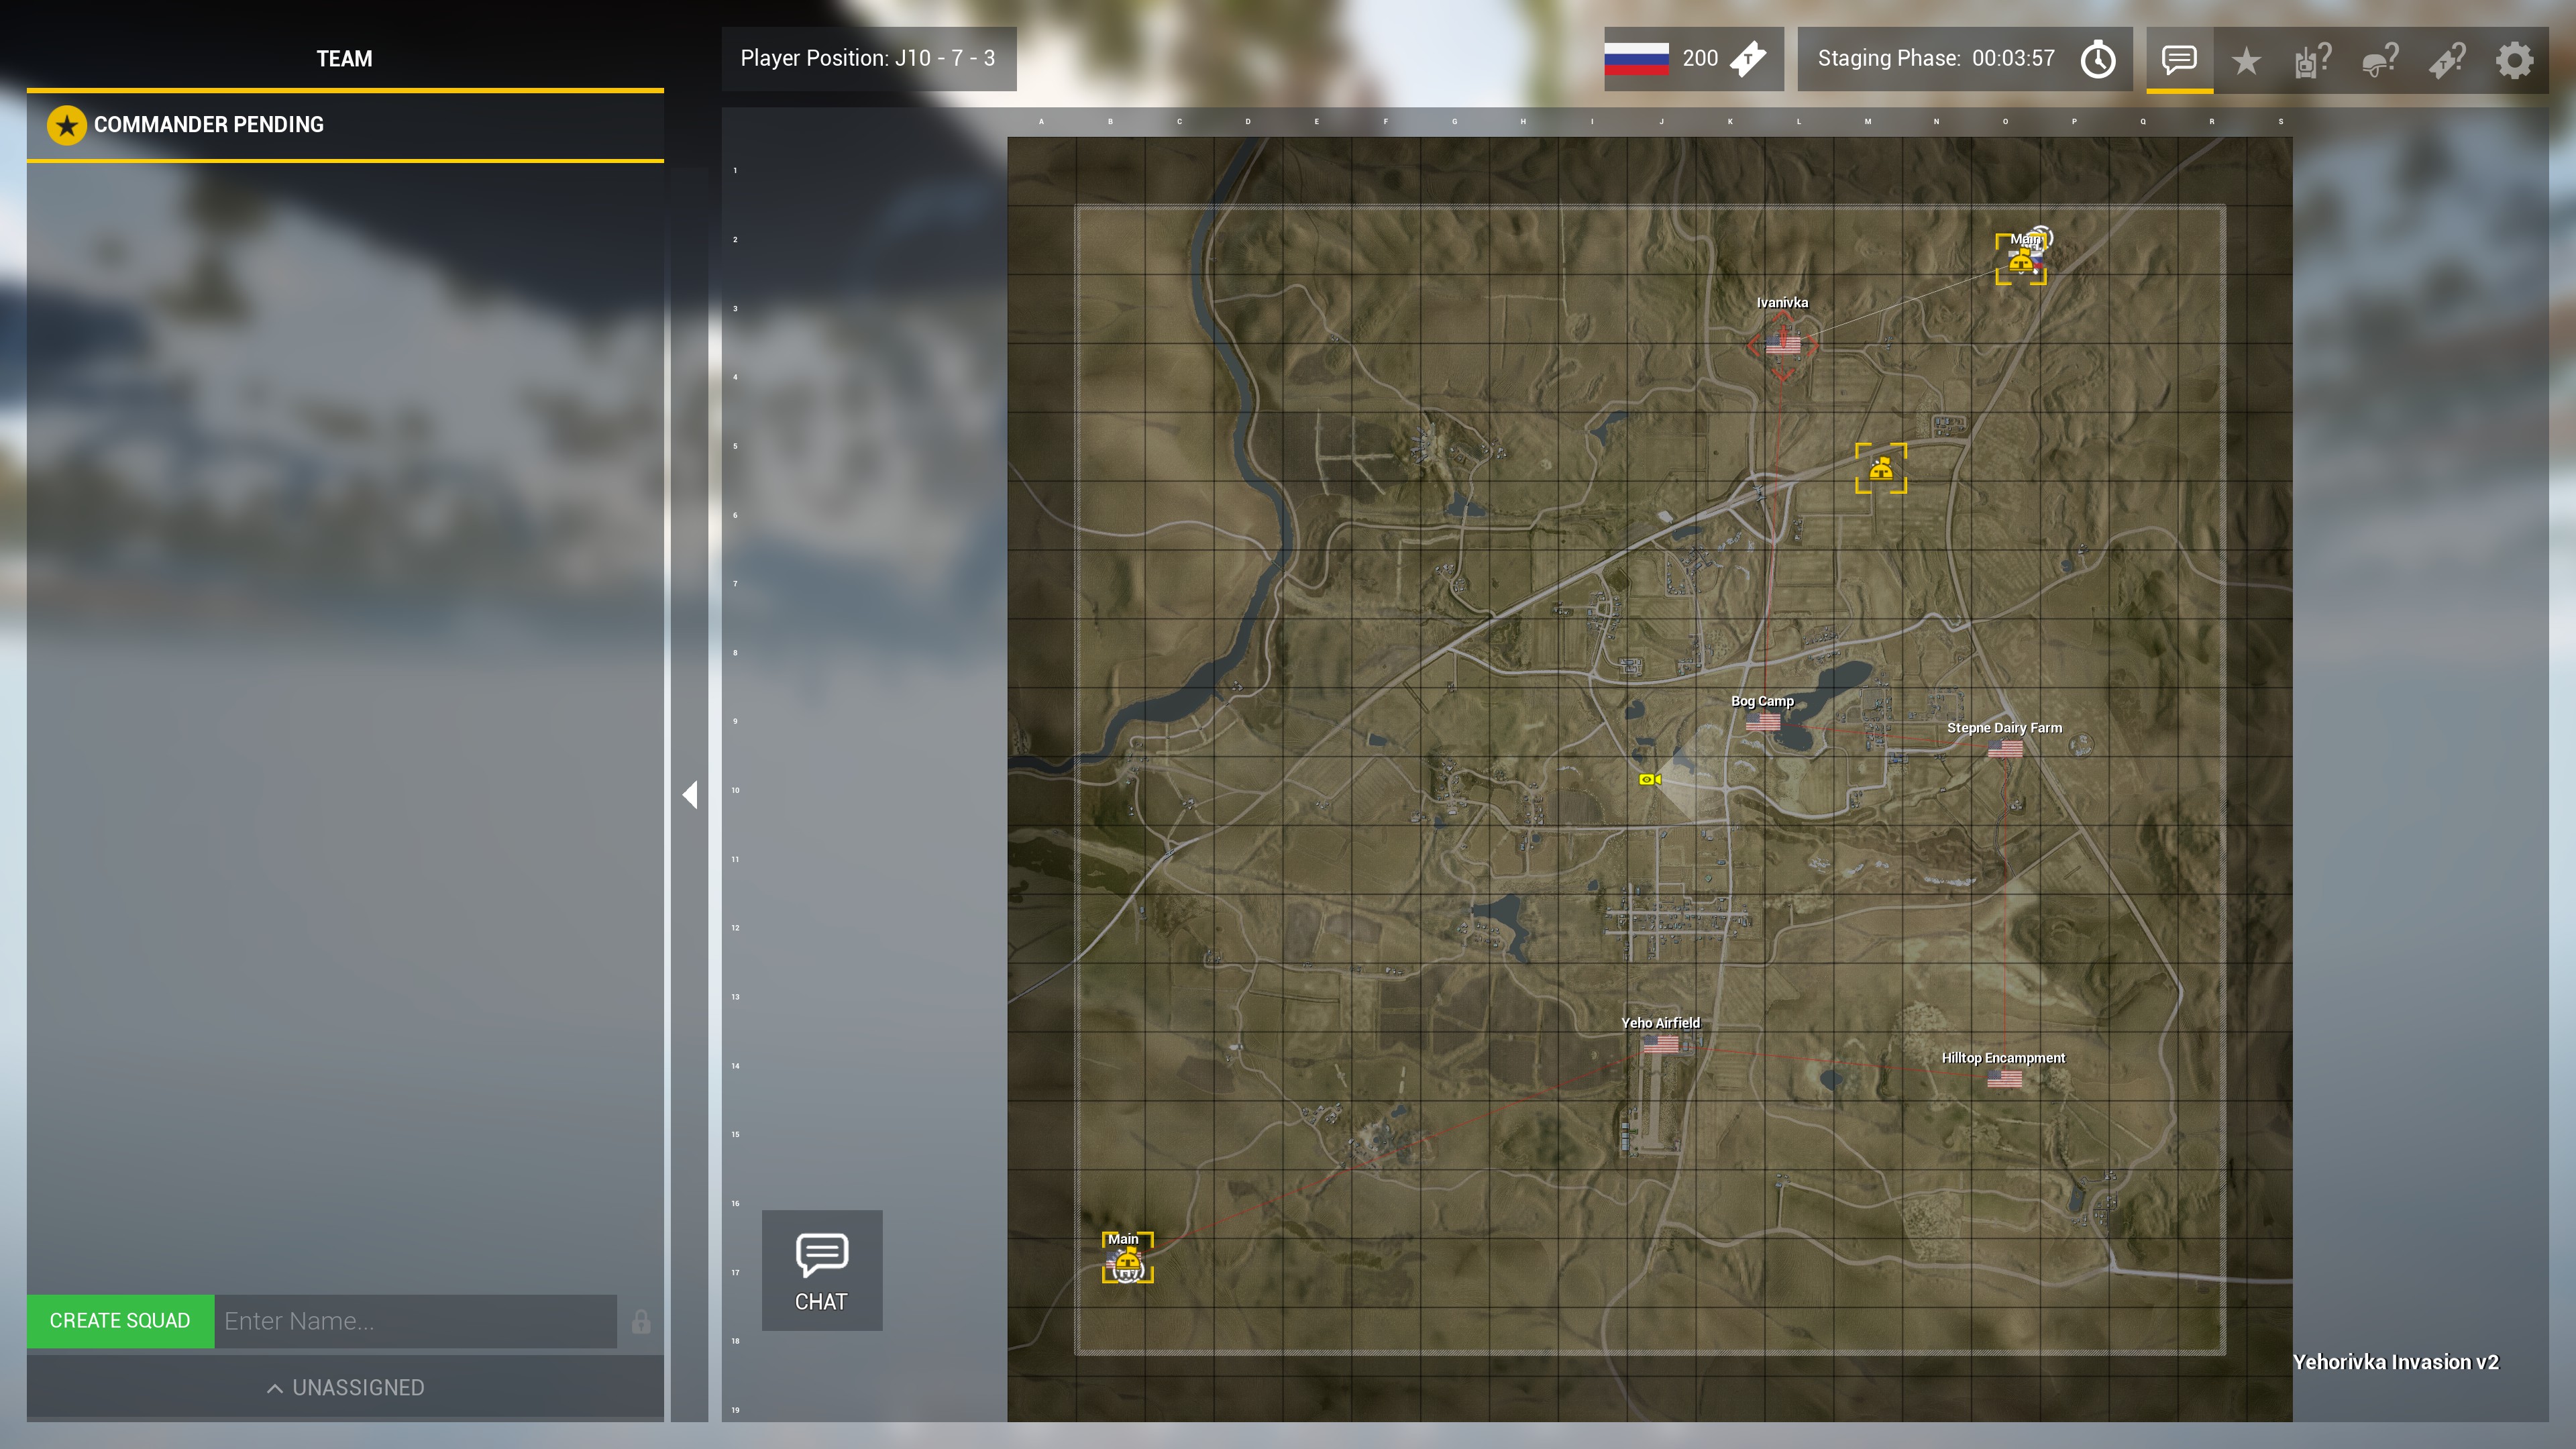 TEAM
Player Position: J10 - 7 - 3
200
T
Staging Phase: 00:03:57
?
?
T?
COMMANDER PENDING
A B C D E F G H I J K L M N O P Q R S
1
2
Main
3
Ivanivka
4
5
6
7
8
9
Bog Camp
Stepne Dairy Farm
10
11
12
13
Yeho Airfield
14
Hilltop Encampment
15
16
Main
17
H
CHAT
CREATE SQUAD
Enter Name...
18
Yehorivka Invasion v2
UNASSIGNED
19